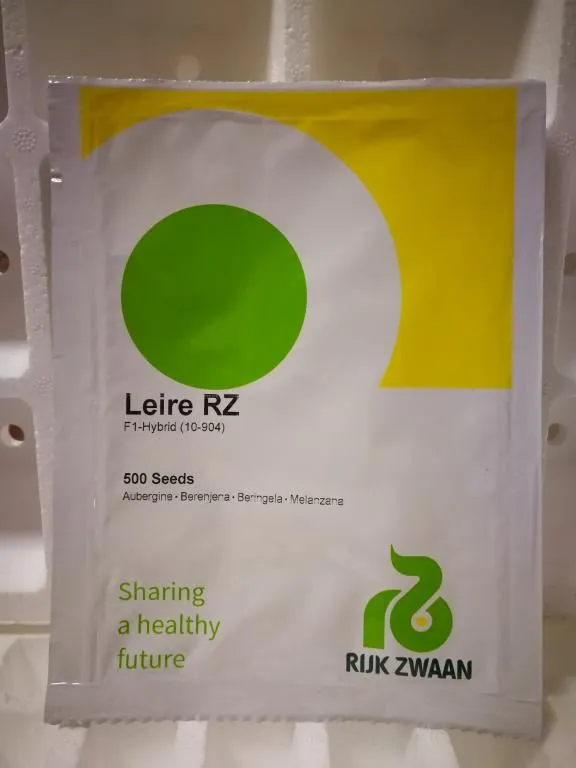 Leire RZ
F1-Hybrid (10-904)
500 Seeds
Aubergine • Berenjena • Beringela • Melanzana
Sharing
a healthy
future
RIJK ZWAAN